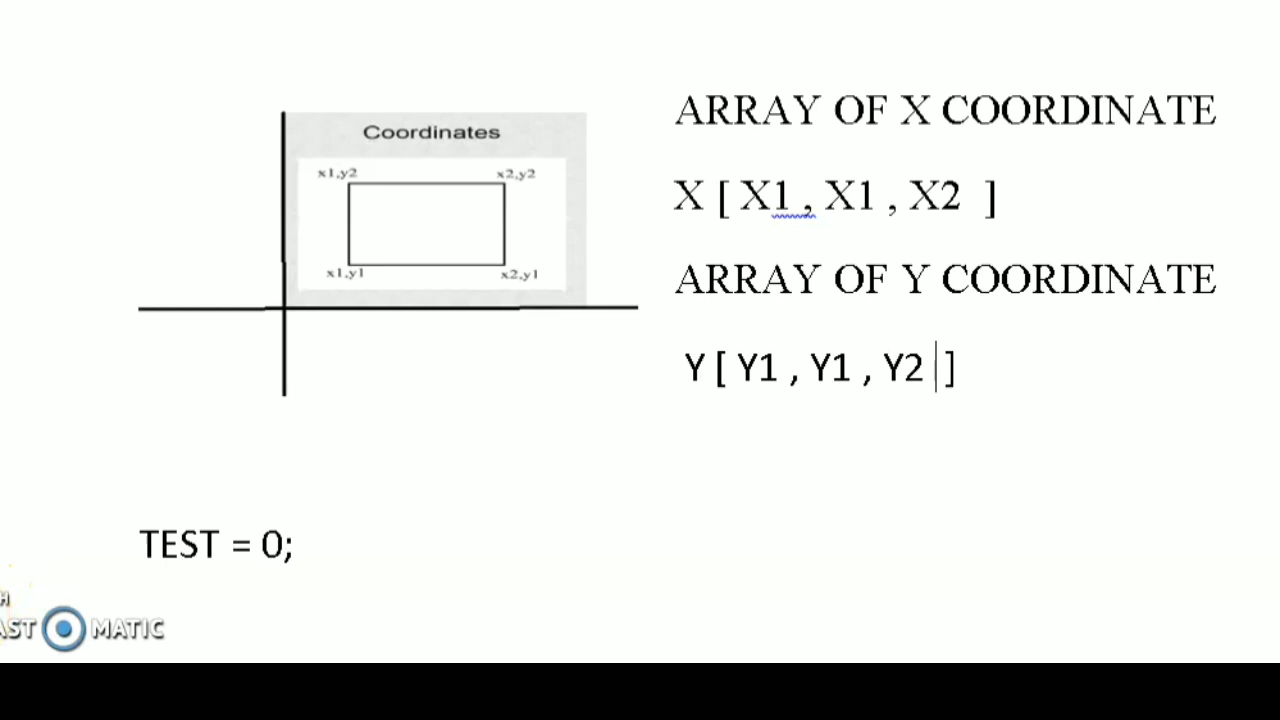 ARRAY OF X COORDINATE
Coordinates
x1,y2 x2,y2
X [ X1 , X1 , X2 ]
x1,y1 x2,y1
ARRAY OF Y COORDINATE
Y [ Y1 , Y1 , Y2 ]
TEST = 0;
H
AST MATIC